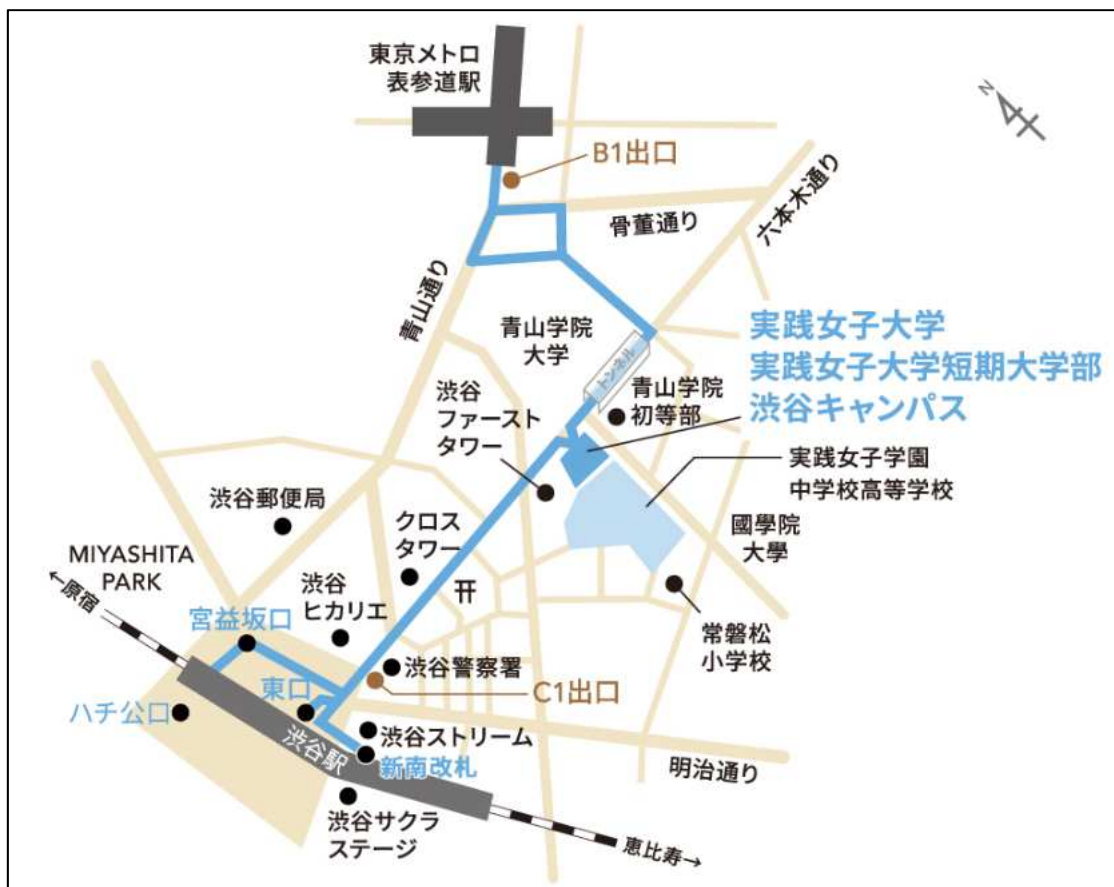 東京メトロ
表参道駅
N
B1出口
骨董通り
六本木通り
青山通り
青山学院
大学
トンネル
実践女子大学
実践女子大学短期大学部
渋谷キャンパス
青山学院
初等部
渋谷
ファースト
タワー
実践女子学園
中学校高等学校
渋谷郵便局
クロス
タワー
國學院
大學
MIYASHITA
PARK
←原宿
渋谷
ヒカリエ
宮益坂口
常磐松
小学校
渋谷警察署
C1出口
東口
ハチ公口
渋谷駅
渋谷ストリーム
新南改札
明治通り
渋谷サクラ
ステージ
恵比寿→